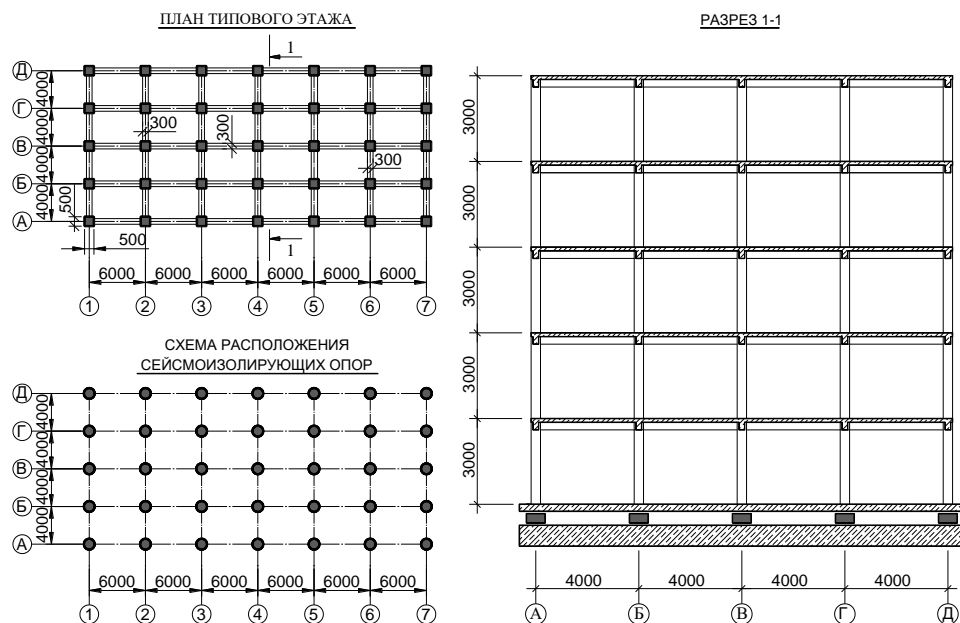 ПЛАН ТИПОВОГО ЭТАЖА
1
Д
4000
Г
4000
300
300
В
4000
300
Б
4000
500
А
500
1
6000 6000 6000 6000 6000 6000
1 2 3 4 5 6 7
СХЕМА РАСПОЛОЖЕНИЯ
СЕЙСМОИЗОЛИРУЮЩИХ ОПОР
Д
4000
Г
4000
В
4000
Б
4000
А
6000 6000 6000 6000 6000 6000
1 2 3 4 5 6 7
РАЗРЕЗ 1-1
3000
3000
3000
3000
3000
4000 4000 4000 4000
А Б В Г Д